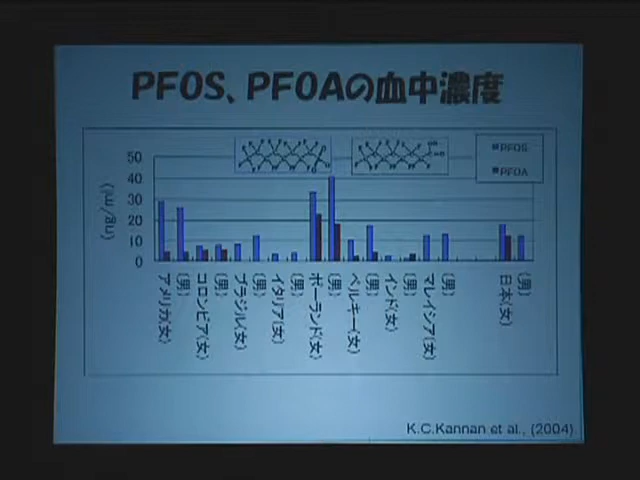 PFOS、PFOAの血中濃度
PFOS
PFOA
(ng/ml)
50
40
30
20
10
0
アメリカ(女)
(男)
コロンビア(女)
(男)
ブラジル(女)
(男)
イタリア(女)
(男)
ポーランド(女)
(男)
ベルギー(女)
(男)
インド(女)
(男)
マレイシア(女)
(男)
日本(女)
(男)
K.C.Kannan et al., (2004)